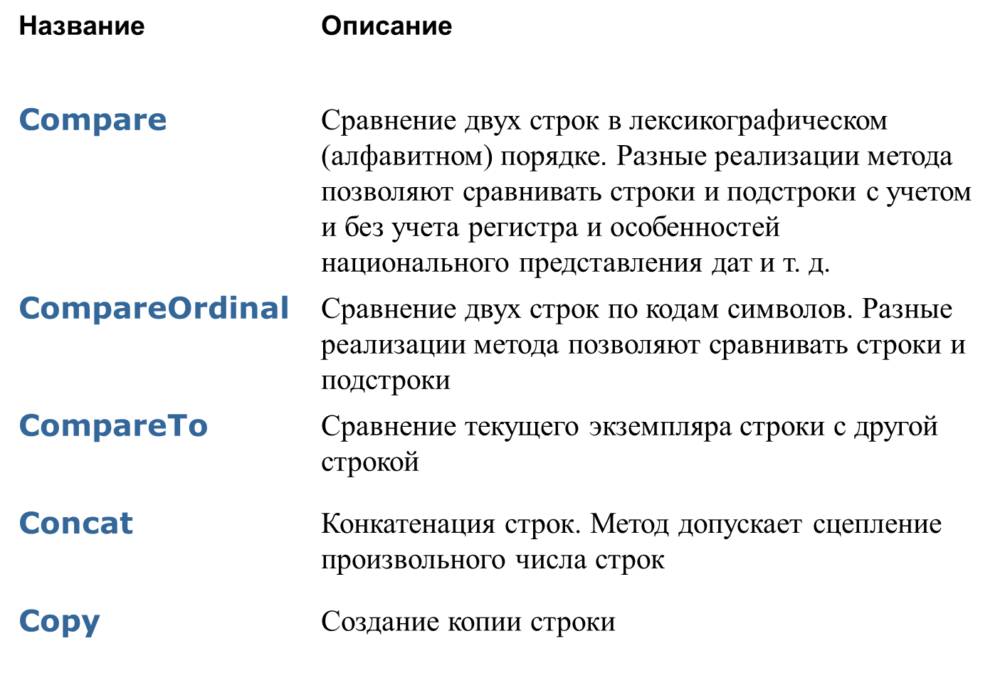 Название Описание
Compare Сравнение двух строк в лексикографическом
(алфавитном) порядке. Разные реализации метода
позволяют сравнивать строки и подстроки с учетом
и без учета регистра и особенностей
национального представления дат и т. д.
CompareOrdinal Сравнение двух строк по кодам символов. Разные
реализации метода позволяют сравнивать строки и
подстроки
CompareTo Сравнение текущего экземпляра строки с другой
строкой
Concat Конкатенация строк. Метод допускает сцепление
произвольного числа строк
Copy Создание копии строки